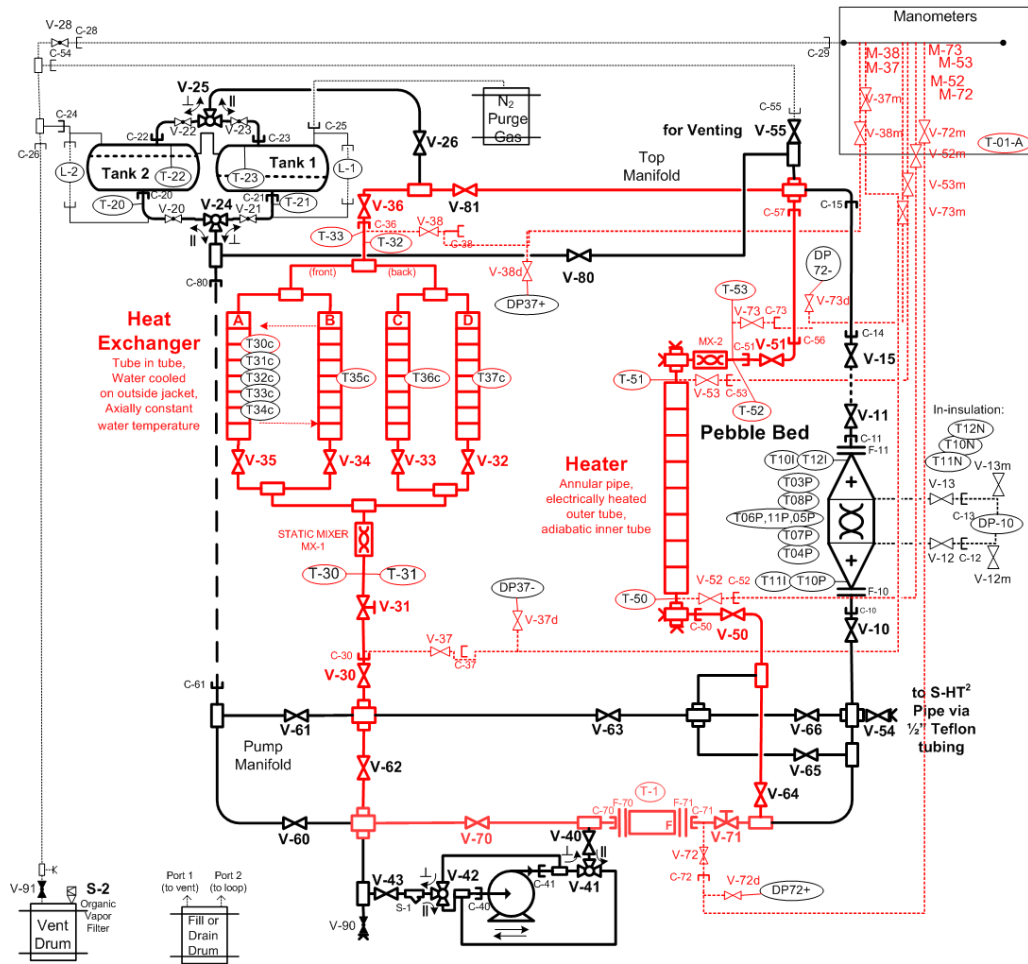 Manometers
V-28
C-28
C-54
C-29
M-38
M-37
M-73
M-53
M-52
M-72
V-25
⊥
||
N2
Purge
Gas
C-24
C-26
C-22
V-22
V-23
C-23
C-25
V-26
C-55
V-55
for Venting
V-37m
V-38m
V-72m
V-52m
T-01-A
L-2
Tank 2
T-22
T-23
Tank 1
L-1
Top
Manifold
V-53m
V-73m
T-20
C-20
V-20
V-24
V-21
C-21
T-21
||
⊥
V-36
V-81
C-57
C-15
T-33
C-36
T-32
V-38
C-38
V-80
C-80
(front)
(back)
V-38d
DP37+
DP
72-
V-73d
T-53
V-73
C-73
C-56
C-14
Heat
Exchanger
Tube in tube,
Water cooled
on outside jacket,
Axially constant
water temperature
A
B
C
D
T30c
T31c
T32c
T33c
T34c
T35c
T36c
T37c
MX-2
C-51
V-51
V-15
T-51
V-53
C-53
T-52
V-11
Pebble Bed
C-11
F-11
In-insulation:
T12N
T10N
T11N
V-35
V-34
V-33
V-32
Heater
Annular pipe,
electrically heated
outer tube,
adiabatic inner tube
T10I
T12I
T03P
T08P
T06P,11P,05P
T07P
T04P
T11I
T10P
F-10
V-13m
V-13
C-13
DP-10
V-12
C-12
V-12m
STATIC MIXER
MX-1
T-30
T-31
V-31
DP37-
V-37d
T-50
V-52
C-52
C-50
V-50
C-10
V-10
V-37
C-37
C-30
V-30
C-61
V-61
V-63
V-66
V-54
to S-HT2
Pipe via
½” Teflon
tubing
Pump
Manifold
V-62
V-65
V-64
V-60
V-70
C-70
F-70
T-1
F
F-71
C-71
V-71
V-40
⊥
||
V-41
V-72
C-72
V-72d
DP72+
V-43
S-1
V-42
⊥
||
C-40
C-41
V-90
K
V-91
S-2
Organic
Vapor
Filter
Vent
Drum
Port 1
(to vent)
Port 2
(to loop)
Fill or
Drain
Drum